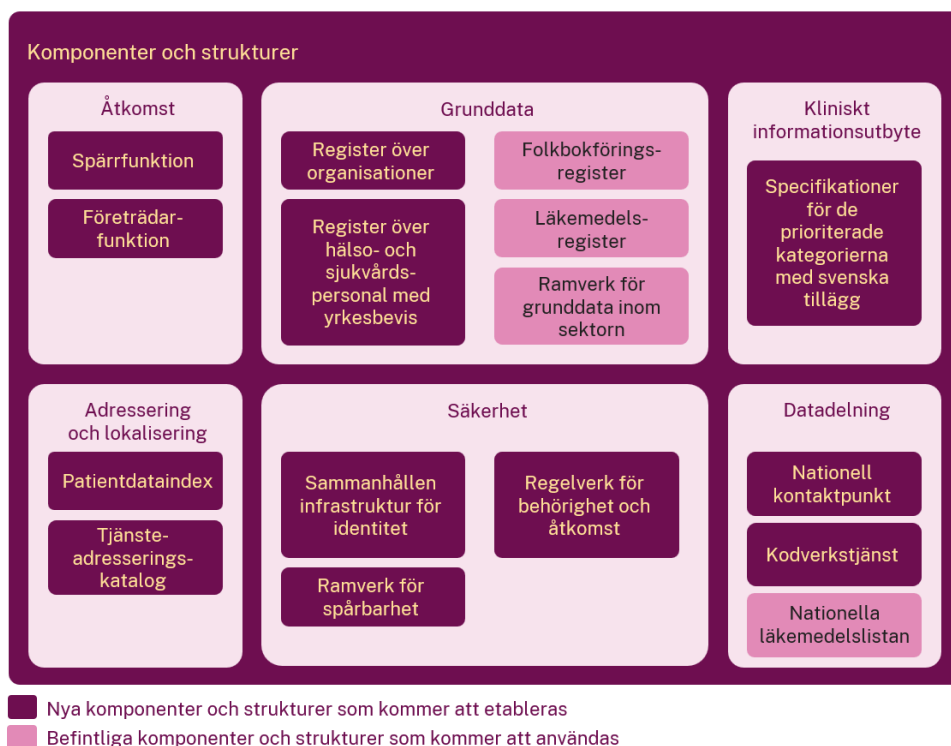 Komponenter och strukturer
Åtkomst
Spärrfunktion
Företrädar-
funktion
Grunddata
Register över
organisationer
Register över
hälso- och
sjukvårds-
personal med
yrkesbevis
Folkbokförings-
register
Läkemedels-
register
Ramverk för
grunddata inom
sektorn
Kliniskt
informationsutbyte
Specifikationer
för de
prioriterade
kategorierna
med svenska
tillägg
Adressering
och lokalisering
Patientdataindex
Tjänste-
adresserings-
katalog
Säkerhet
Sammanhållen
infrastruktur för
identitet
Ramverk för
spårbarhet
Regelverk för
behörighet och
åtkomst
Datadelning
Nationell
kontaktpunkt
Kodverkstjänst
Nationella
läkemedelslistan
Nya komponenter och strukturer som kommer att etableras
Befintliga komponenter och strukturer som kommer att användas